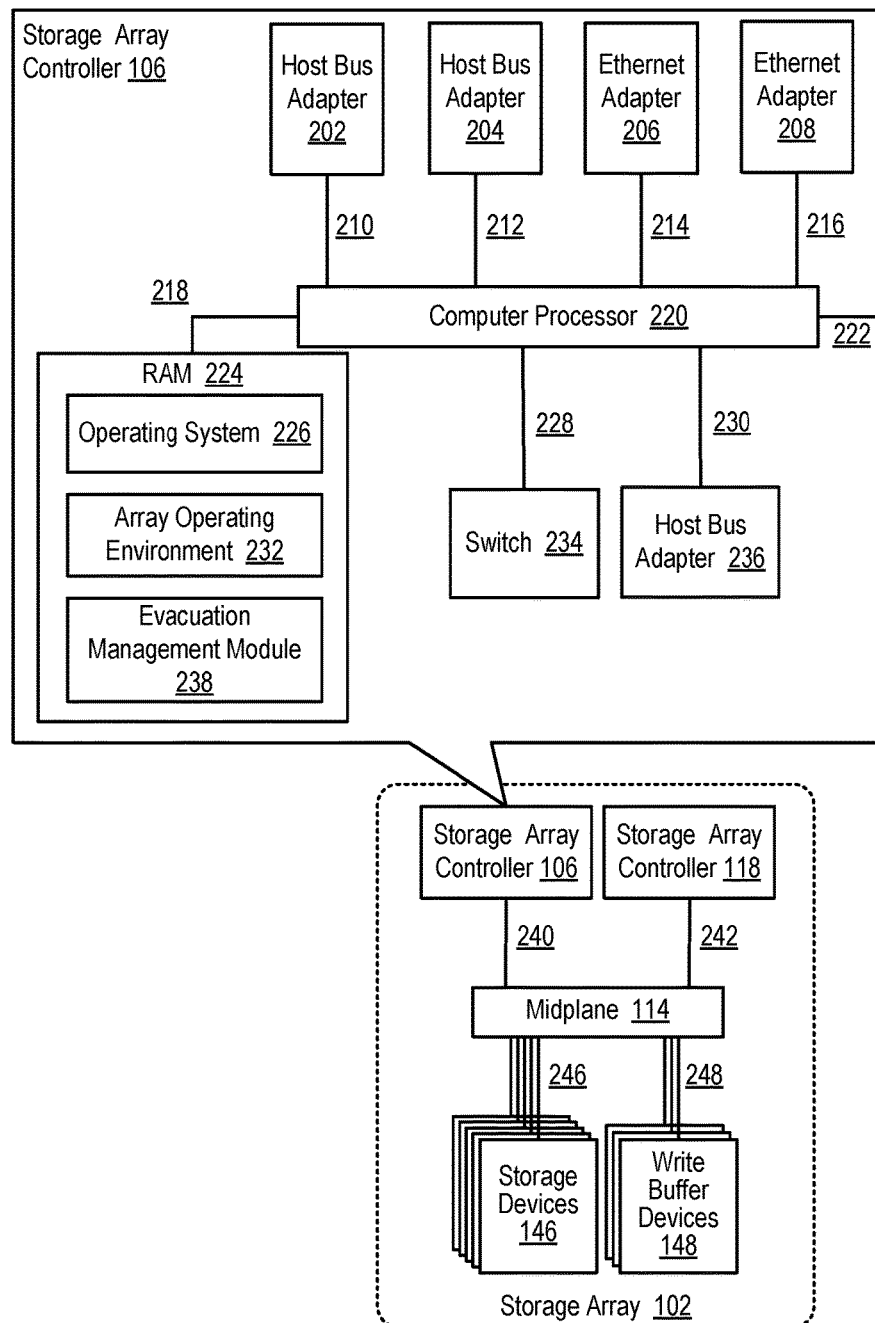 Storage Array
Controller 106
Host Bus
Adapter
202
Host Bus
Adapter
204
Ethernet
Adapter
206
Ethernet
Adapter
208
210
212
214
216
218
Computer Processor 220
222
RAM 224
Operating System 226
Array Operating
Environment 232
Evacuation
Management Module
238
228
230
Switch 234
Host Bus
Adapter 236
Storage Array
Controller 106
Storage Array
Controller 118
240
242
Midplane 114
246
248
Storage
Devices
146
Write
Buffer
Devices
148
Storage Array 102